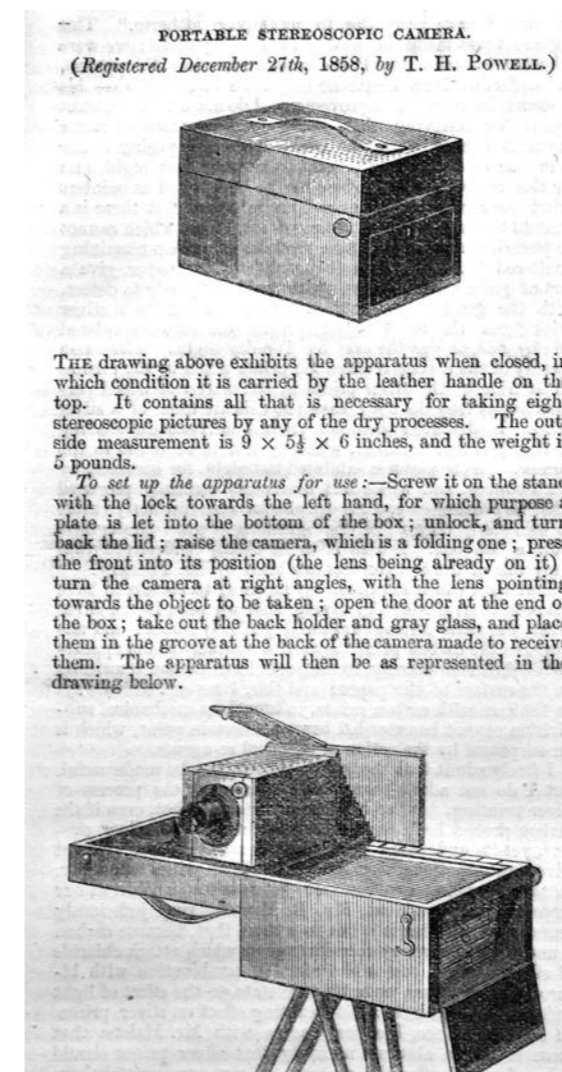 PORTABLE STEREOSCOPIC CAMERA.
(Registered December 27th, 1858, by T. H. POWELL.)
THE drawing above exhibits the apparatus when closed, i
which condition it is carried by the leather handle on th
top. It contains all that is necessary for taking eigh
stereoscopic pictures by any of the dry processes. The out
side measurement is 9 × 5½ × 6 inches, and the weight i
5 pounds.
To set up the apparatus for use:—Screw it on the stand
with the lock towards the left hand, for which purpose a
plate is let into the bottom of the box; unlock, and turn
back the lid; raise the camera, which is a folding one; pres
the front into its position (the lens being already on it)
turn the camera at right angles, with the lens pointing
towards the object to be taken; open the door at the end o
the box; take out the back holder and gray glass, and plac
them in the groove at the back of the camera made to receiv
them. The apparatus will then be as represented in the
drawing below.